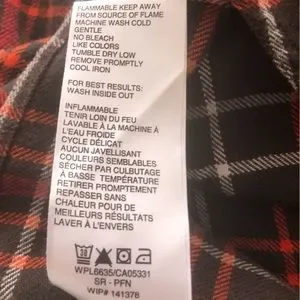 FLAMMABLE KEEP AWAY
FROM SOURCE OF FLAME
MACHINE WASH COLD
GENTLE
NO BLEACH
LIKE COLORS
TUMBLE DRY LOW
REMOVE PROMPTLY
COOL IRON
FOR BEST RESULTS:
WASH INSIDE OUT
INFLAMMABLE
TENIR LOIN DU FEU
LAVABLE À LA MACHINE À
L'EAU FROIDE
CYCLE DÉLICAT
AUCUN JAVELLISANT
COULEURS SEMBLABLES
SÉCHER PAR CULBUTAGE
À BASSE TEMPÉRATURE
RETIRER PROMPTEMENT
REPASSER SANS
CHALEUR POUR DE
MEILLEURS RÉSULTATS
LAVER À L'ENVERS
30
WPL6635/CA05331
SR - PFN
WIP# 141378